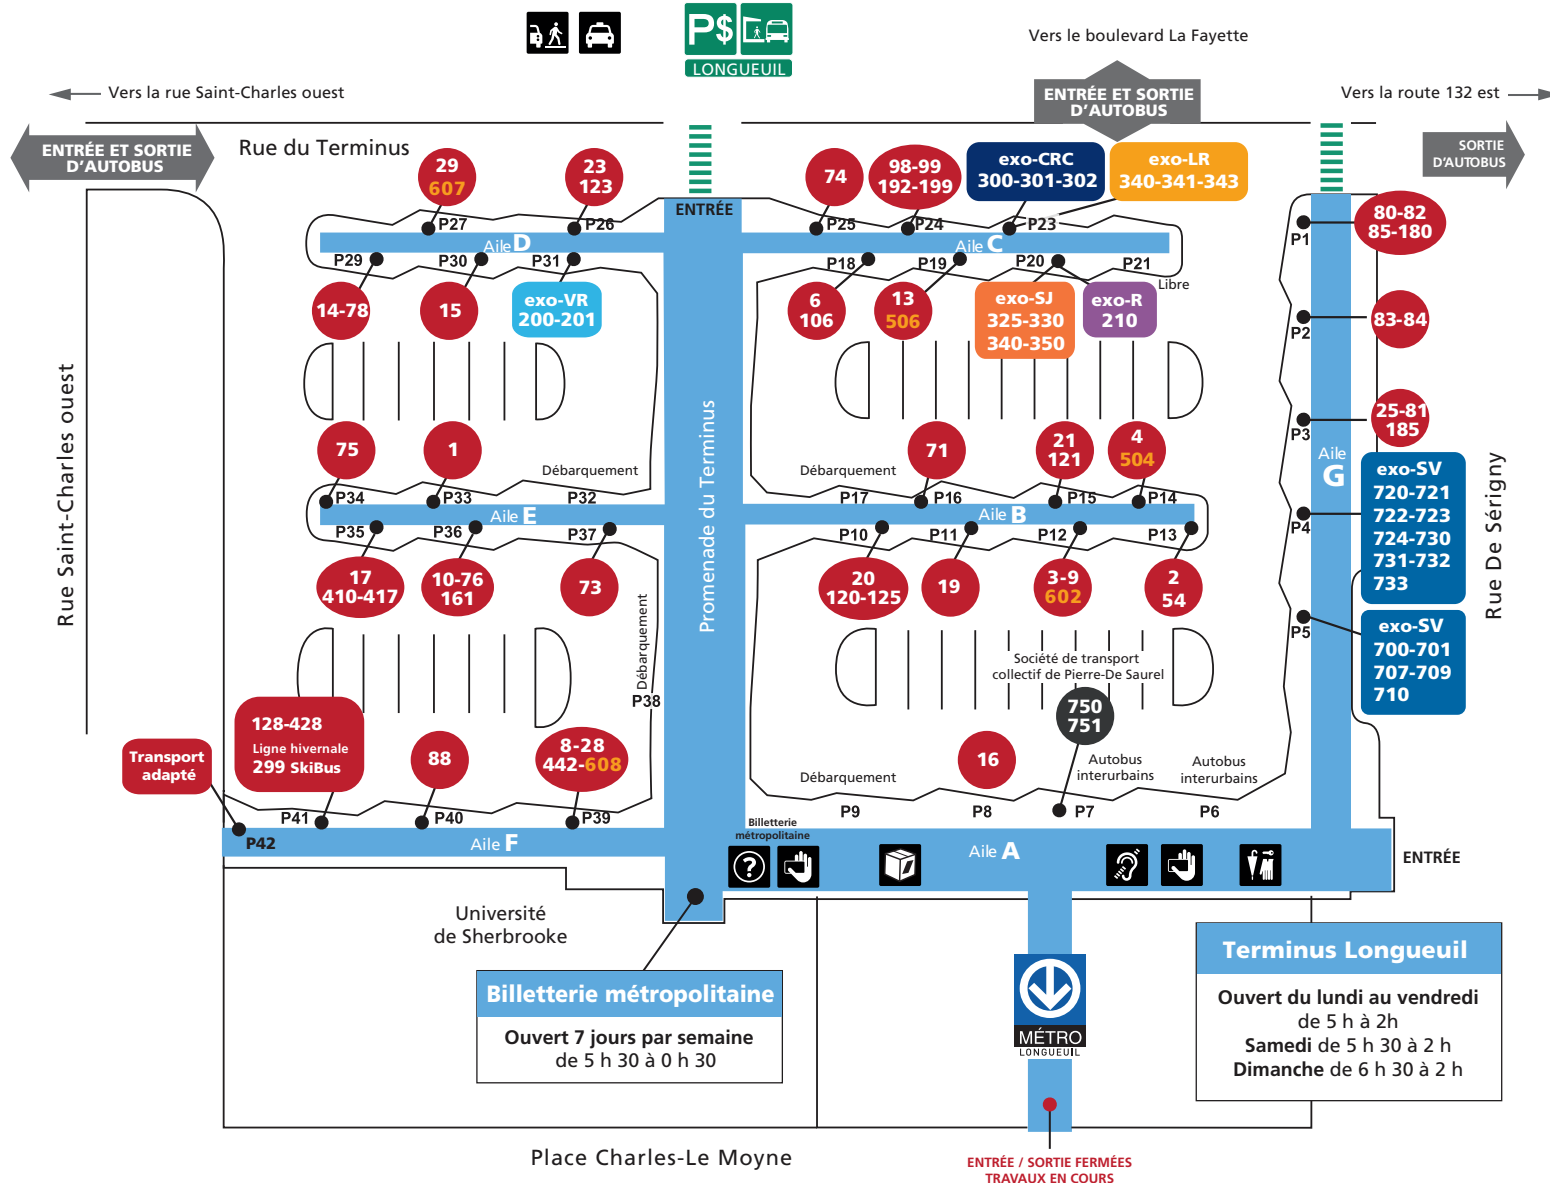 P$
LONGUEUIL
Vers le boulevard La Fayette
Vers la rue Saint-Charles ouest
ENTRÉE ET SORTIE
D'AUTOBUS
Vers la route 132 est
ENTRÉE ET SORTIE
D'AUTOBUS
Rue du Terminus
SORTIE
D'AUTOBUS
29
607
23
123
74
98-99
192-199
exo-CRC
300-301-302
exo-LR
340-341-343
ENTRÉE
80-82
85-180
P27
P26
P25
P24
P23
P1
Aile D
Aile C
P29
P30
P31
P18
P19
P20
P21
Libre
14-78
15
exo-VR
200-201
6
106
13
506
exo-SJ
325-330
340-350
exo-R
210
P2
83-84
Rue Saint-Charles ouest
Promenade du Terminus
75
1
Débarquement
Débarquement
71
21
121
4
504
P3
25-81
185
Aile
G
P34
P33
P32
P17
P16
P15
P14
Aile E
Aile B
P35
P36
P37
P10
P11
P12
P13
P4
exo-SV
720-721
722-723
724-730
731-732
733
Rue De Sérigny
17
410-417
10-76
161
73
20
120-125
19
3-9
602
2
54
P5
exo-SV
700-701
707-709
710
Débarquement
P38
Société de transport
collectif de Pierre-De Saurel
750
751
128-428
Ligne hivernale
299 SkiBus
Transport
adapté
88
8-28
442-608
16
Débarquement
Autobus
interurbains
Autobus
interurbains
P41
P40
P39
P9
P8
P7
P6
P42
Aile F
Billetterie
métropolitaine
Aile A
?
ENTRÉE
Université
de Sherbrooke
Billetterie métropolitaine
Ouvert 7 jours par semaine
de 5 h 30 à 0 h 30
MÉTRO
LONGUEUIL
Terminus Longueuil
Ouvert du lundi au vendredi
de 5 h à 2h
Samedi de 5 h 30 à 2 h
Dimanche de 6 h 30 à 2 h
Place Charles-Le Moyne
ENTRÉE / SORTIE FERMÉES
TRAVAUX EN COURS